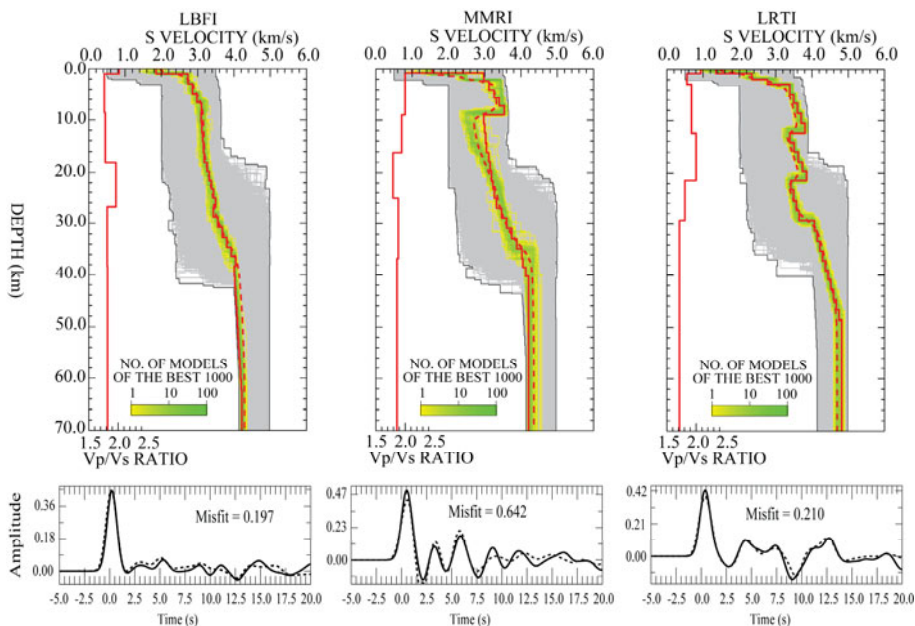 LBFI
S VELOCITY (km/s)
0.0 1.0 2.0 3.0 4.0 5.0 6.0
MMRI
S VELOCITY (km/s)
0.0 1.0 2.0 3.0 4.0 5.0 6.0
LRTI
S VELOCITY (km/s)
0.0 1.0 2.0 3.0 4.0 5.0 6.0
DEPTH (km)
0.0
10.0
20.0
30.0
40.0
50.0
60.0
70.0
NO. OF MODELS
OF THE BEST 1000
1 10 100
NO. OF MODELS
OF THE BEST 1000
1 10 100
NO. OF MODELS
OF THE BEST 1000
1 10 100
1.5 2.0 2.5
Vp/Vs RATIO
1.5 2.0 2.5
Vp/Vs RATIO
1.5 2.0 2.5
Vp/Vs RATIO
Amplitude
0.36
0.24
0.12
0.00
Misfit = 0.197
-5.0 -2.5 0.0 2.5 5.0 7.5 10.0 12.5 15.0 17.5 20.0
Time (s)
0.47
0.23
0.00
Misfit = 0.642
-5.0 -2.5 0.0 2.5 5.0 7.5 10.0 12.5 15.0 17.5 20.0
Time (s)
0.42
0.21
0.00
Misfit = 0.210
-5.0 -2.5 0.0 2.5 5.0 7.5 10.0 12.5 15.0 17.5 20.0
Time (s)